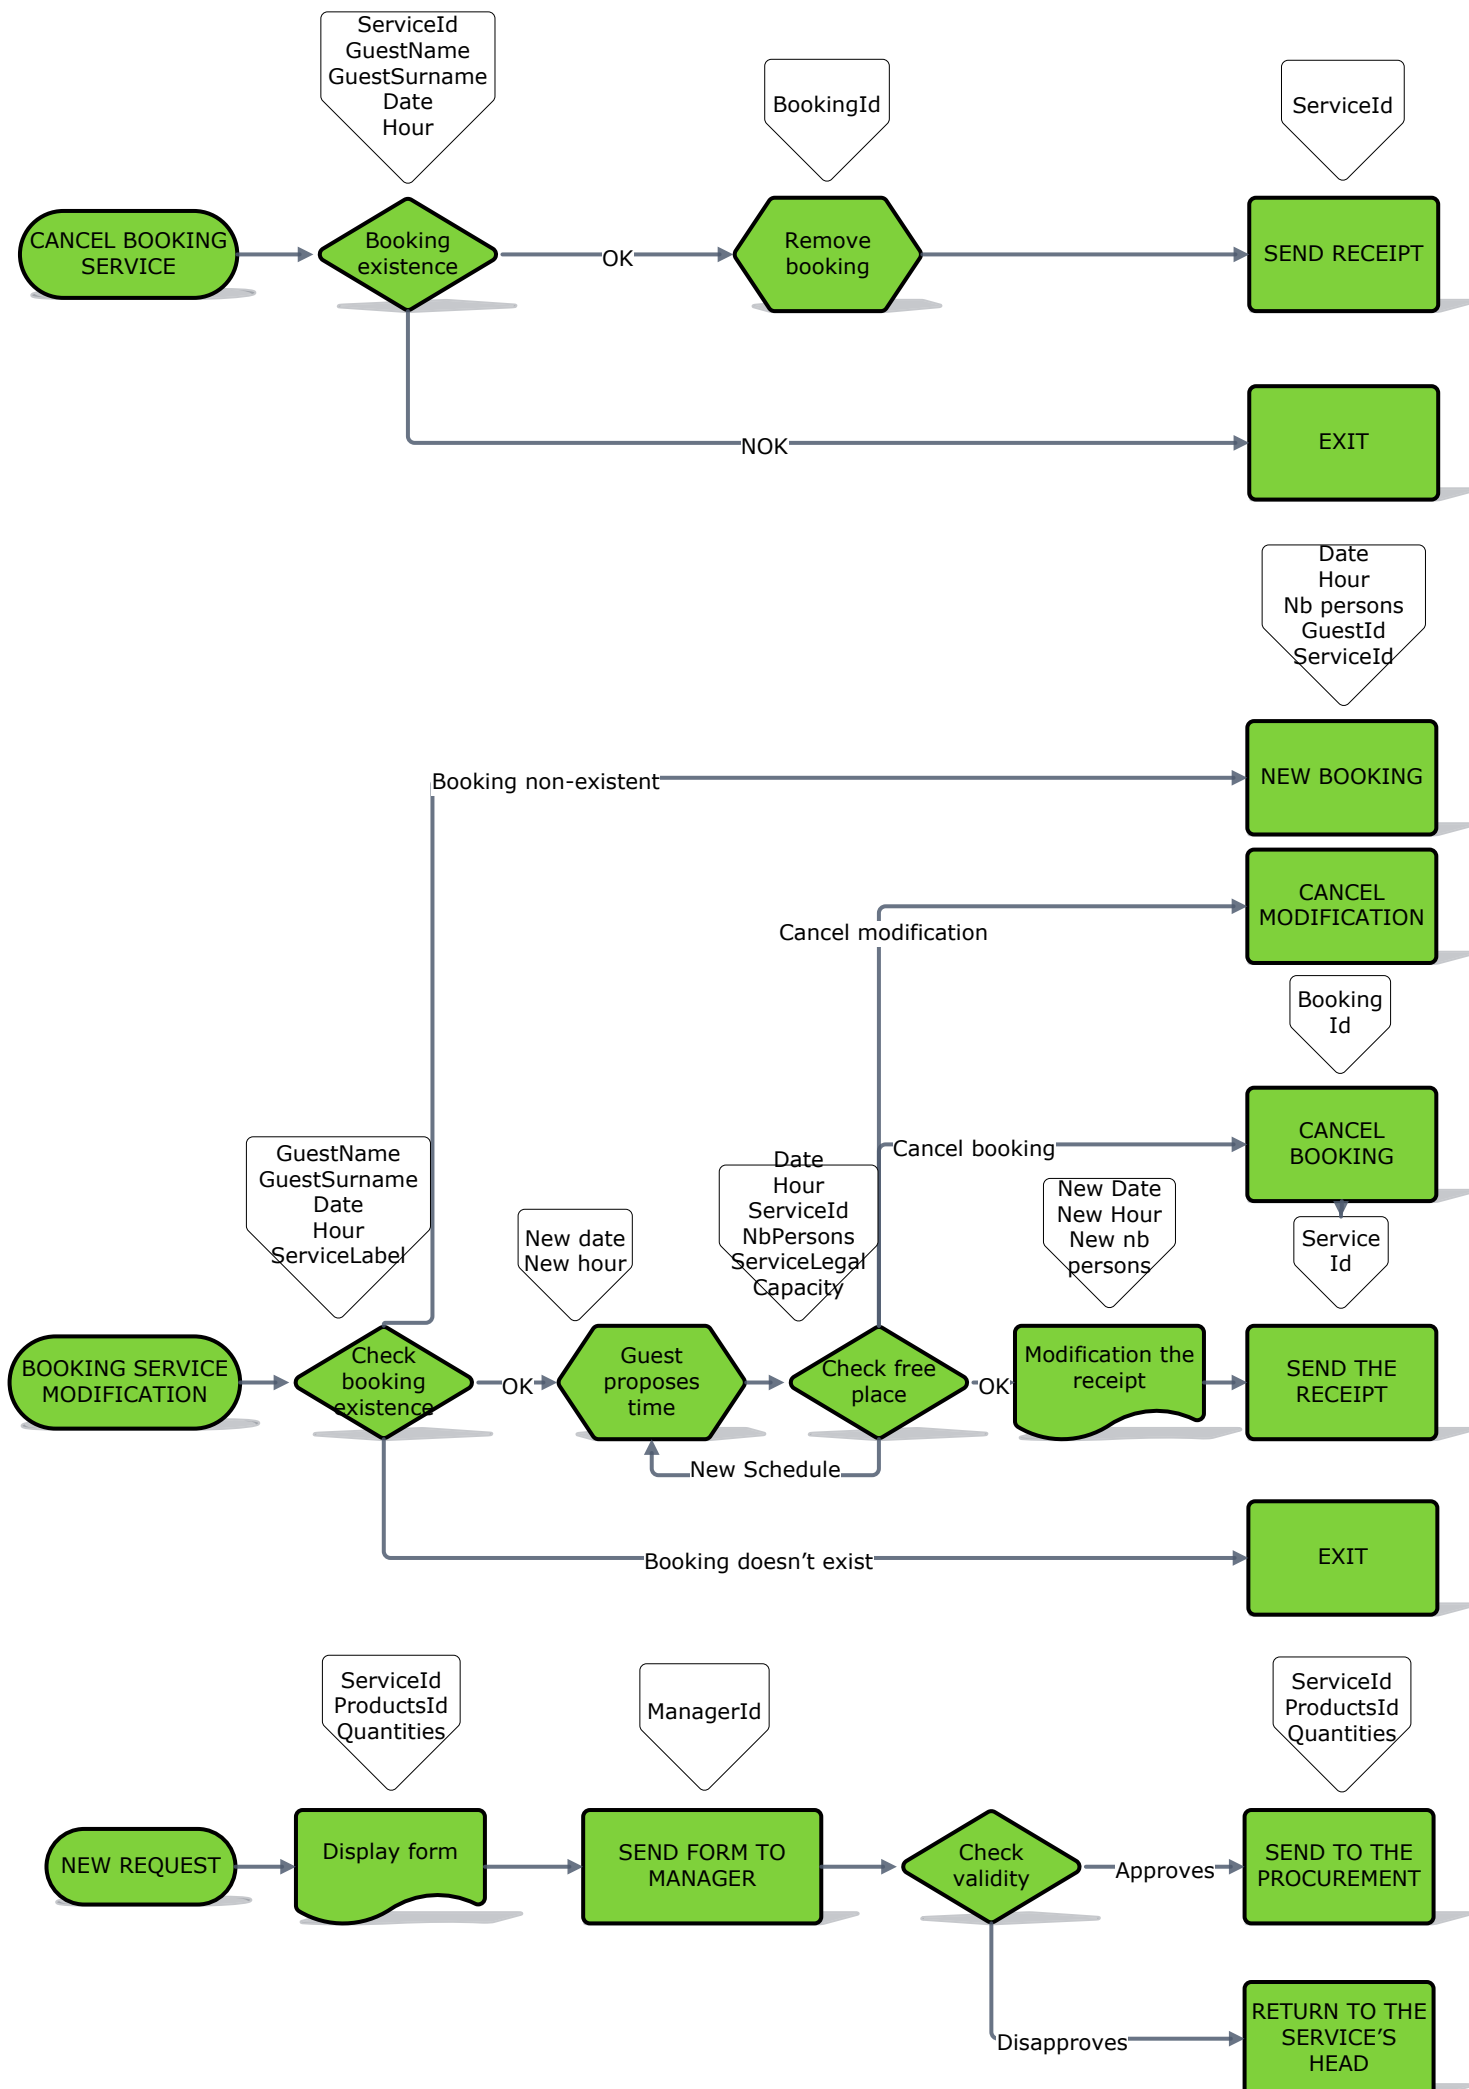 ServiceId
GuestName
GuestSurname
Date
Hour
BookingId
ServiceId
CANCEL BOOKING
SERVICE
Booking
existence
OK
Remove
booking
SEND RECEIPT
NOK
EXIT
Date
Hour
Nb persons
GuestId
ServiceId
Booking non-existent
NEW BOOKING
Cancel modification
CANCEL
MODIFICATION
Booking
Id
Cancel booking
CANCEL
BOOKING
GuestName
GuestSurname
Date
Hour
ServiceLabel
New date
New hour
Date
Hour
ServiceId
NbPersons
ServiceLegal
Capacity
New Date
New Hour
New nb
persons
Service
Id
BOOKING SERVICE
MODIFICATION
Check
booking
existence
OK
Guest
proposes
time
Check free
place
OK
Modification the
receipt
SEND THE
RECEIPT
New Schedule
Booking doesn’t exist
EXIT
ServiceId
ProductsId
Quantities
ManagerId
ServiceId
ProductsId
Quantities
NEW REQUEST
Display form
SEND FORM TO
MANAGER
Check
validity
Approves
SEND TO THE
PROCUREMENT
Disapproves
RETURN TO THE
SERVICE’S
HEAD